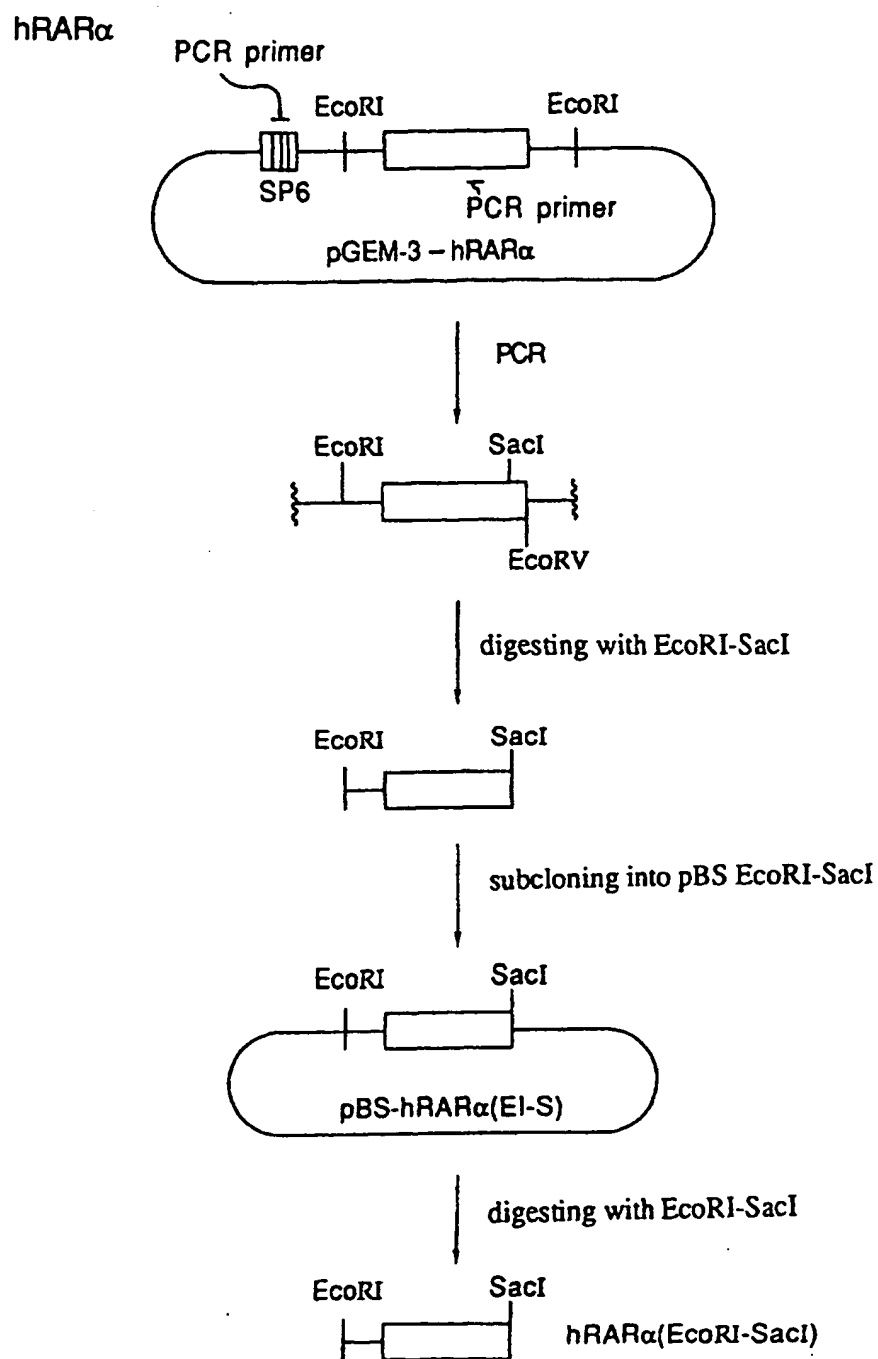 hRARα
PCR primer
EcoRI
EcoRI
SP6
PCR primer
pGEM-3 – hRARα
PCR
EcoRI
SacI
EcoRV
digesting with EcoRI-SacI
EcoRI
SacI
subcloning into pBS EcoRI-SacI
EcoRI
SacI
pBS-hRARα(EI-S)
digesting with EcoRI-SacI
EcoRI
SacI
hRARα(EcoRI-SacI)